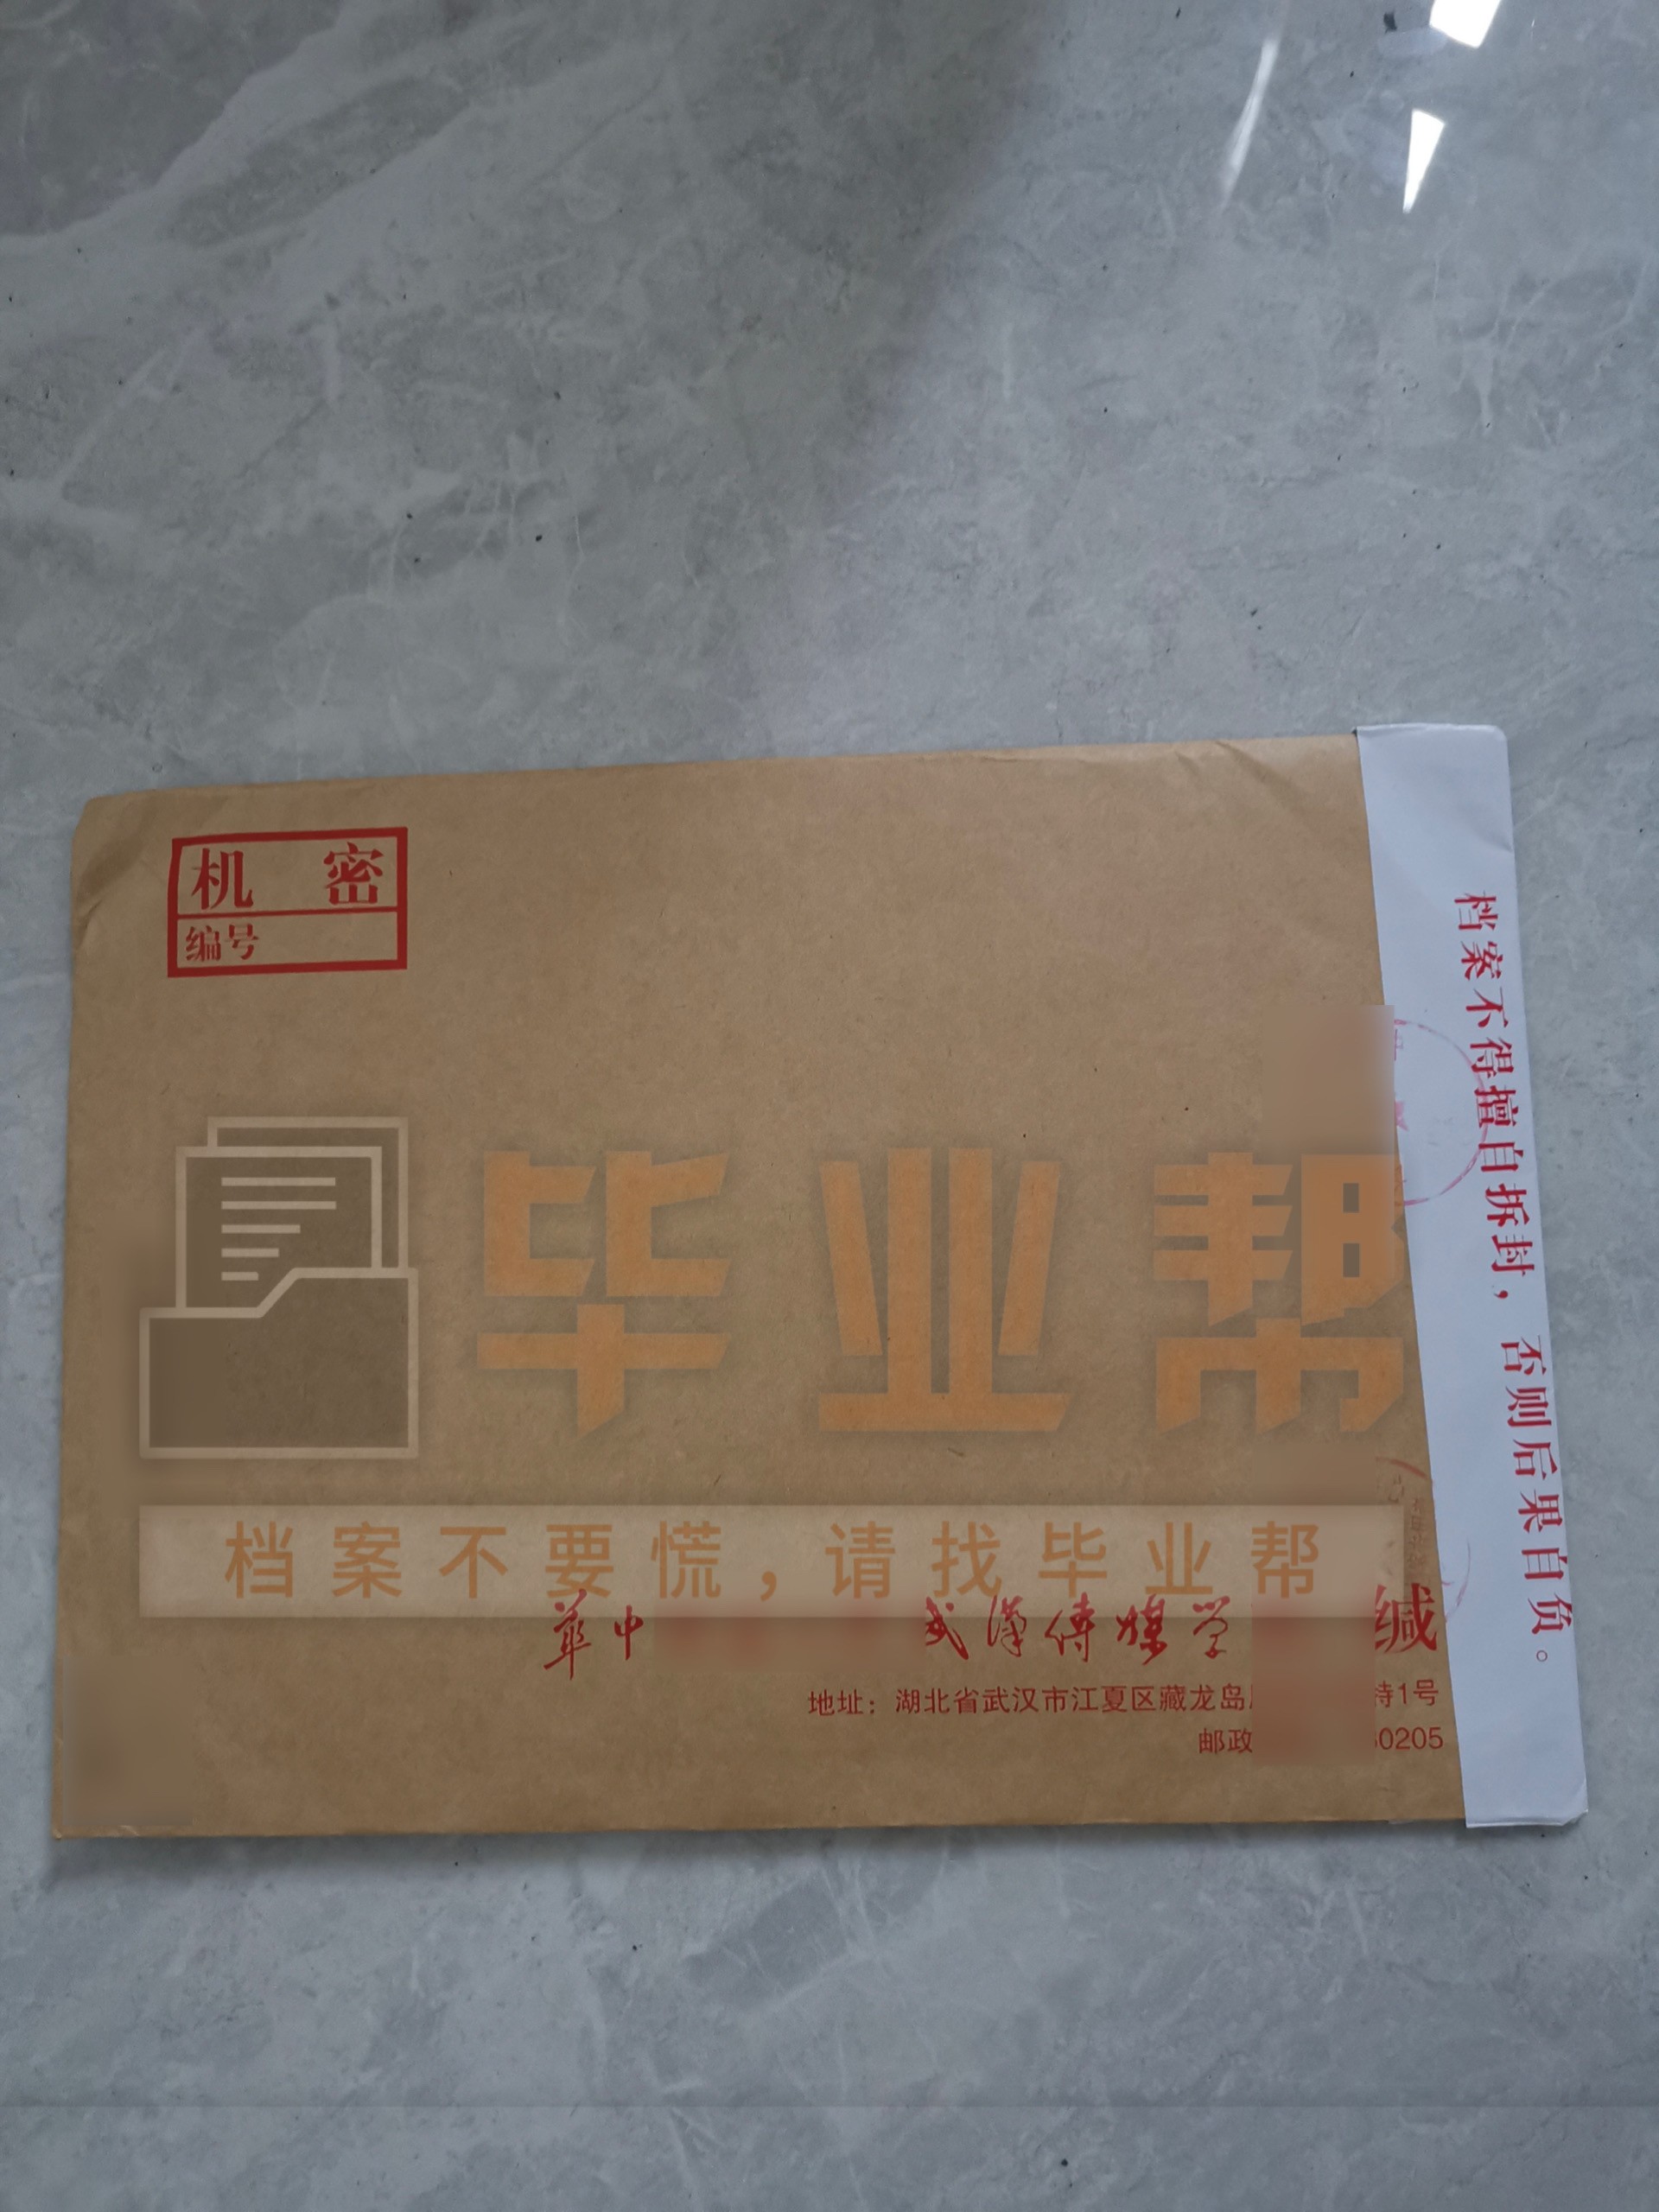 机 密
编号
档案不得擅自拆封，否则后果自负。
毕业帮
档案不要慌，请找毕业帮
華中 武漢傳媒学 缄
地址：湖北省武汉市江夏区藏龙岛 特1号
邮政 0205